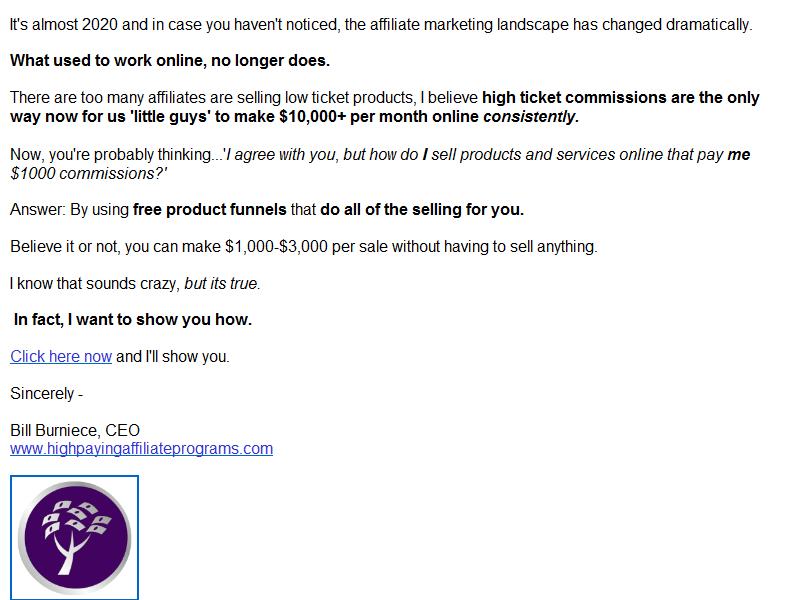 It's almost 2020 and in case you haven't noticed, the affiliate marketing landscape has changed dramatically.
What used to work online, no longer does.
There are too many affiliates are selling low ticket products, I believe high ticket commissions are the only
way now for us 'little guys' to make $10,000+ per month online consistently.
Now, you're probably thinking...'I agree with you, but how do I sell products and services online that pay me
$1000 commissions?'
Answer: By using free product funnels that do all of the selling for you.
Believe it or not, you can make $1,000-$3,000 per sale without having to sell anything.
I know that sounds crazy, but its true.
In fact, I want to show you how.
Click here now and I'll show you.
Sincerely -
Bill Burniece, CEO
www.highpayingaffiliateprograms.com